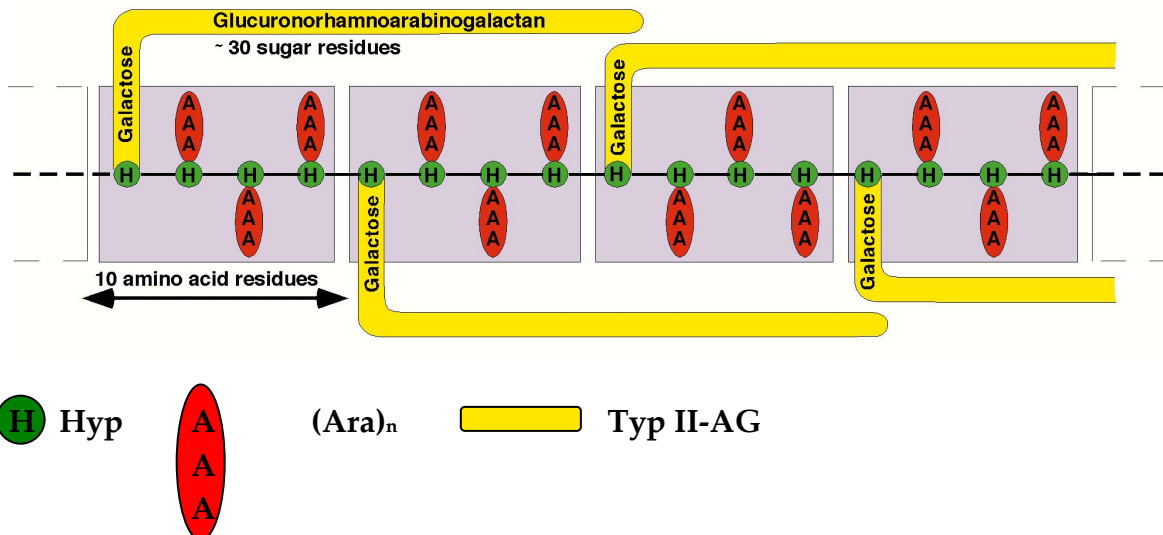 Glucuronorhamnoarabinogalactan
~ 30 sugar residues
Galactose
Galactose
A A A A A A A
A A A A A A A
A A A A A A A
H H H H H H H H H H H H H H H H
A A A A A
A A A A A
A A A A A
Galactose
Galactose
10 amino acid residues
H Hyp A (Ara)n Typ II-AG
A
A